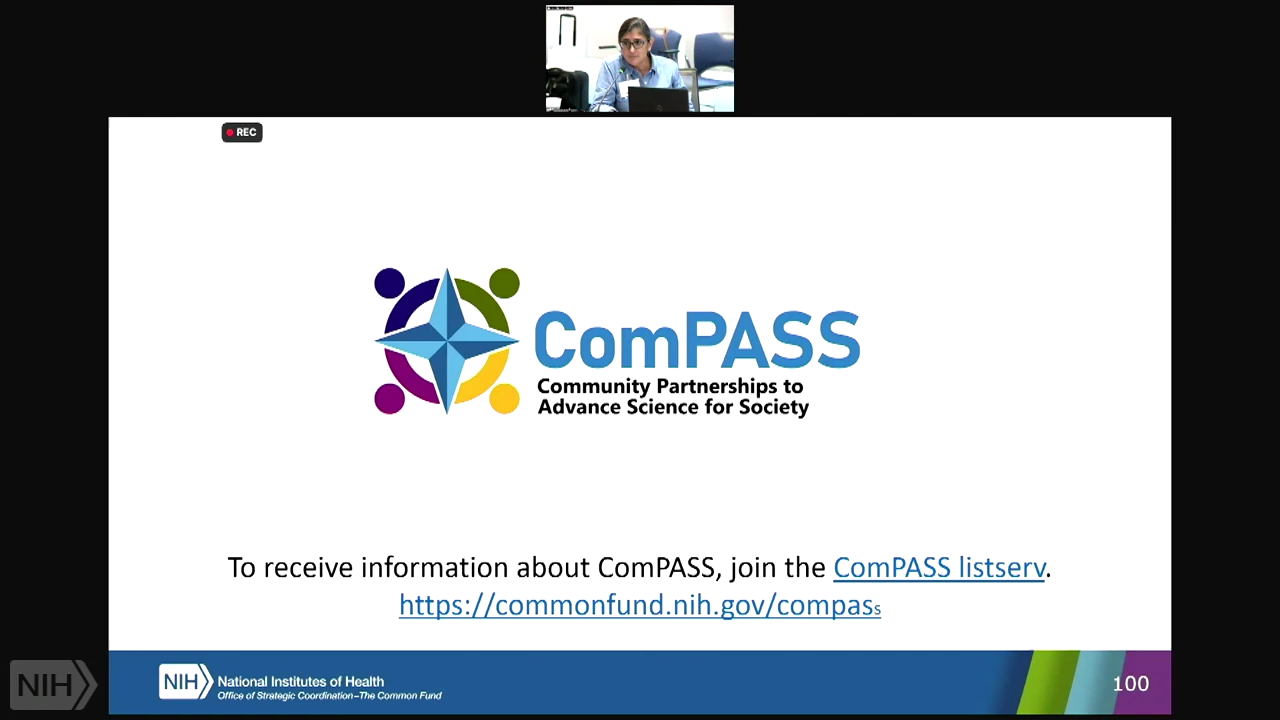 REC
ComPASS
Community Partnerships to
Advance Science for Society
To receive information about ComPASS, join the ComPASS listserv.
https://commonfund.nih.gov/compass
NIH
NIH
National Institutes of Health
Office of Strategic Coordination–The Common Fund
100